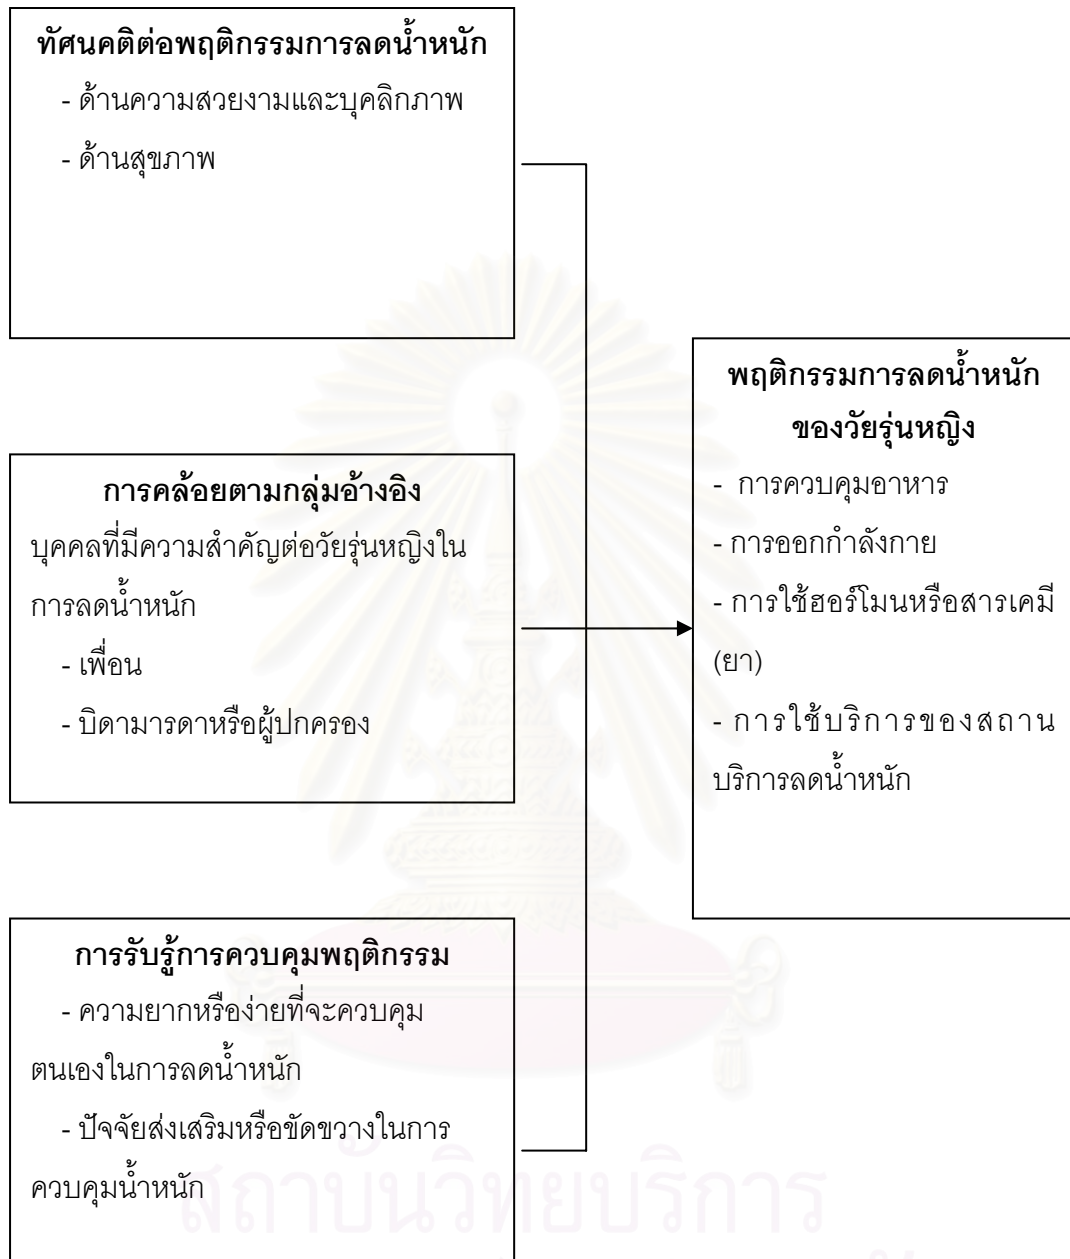 ทัศนคติต่อพฤติกรรมการลดน้ำหนัก
- ด้านความสวยงามและบุคลิกภาพ
- ด้านสุขภาพ
การคล้อยตามกลุ่มอ้างอิง
บุคคลที่มีความสำคัญต่อวัยรุ่นหญิงใน
การลดน้ำหนัก
- เพื่อน
- บิดามารดาหรือผู้ปกครอง
การรับรู้การควบคุมพฤติกรรม
- ความยากหรือง่ายที่จะควบคุม
ตนเองในการลดน้ำหนัก
- ปัจจัยส่งเสริมหรือขัดขวางในการ
ควบคุมน้ำหนัก
พฤติกรรมการลดน้ำหนัก
ของวัยรุ่นหญิง
- การควบคุมอาหาร
- การออกกำลังกาย
- การใช้ฮอร์โมนหรือสารเคมี
(ยา)
- การใช้บริการของสถาน
บริการลดน้ำหนัก
สถาบันวิทยบริการ